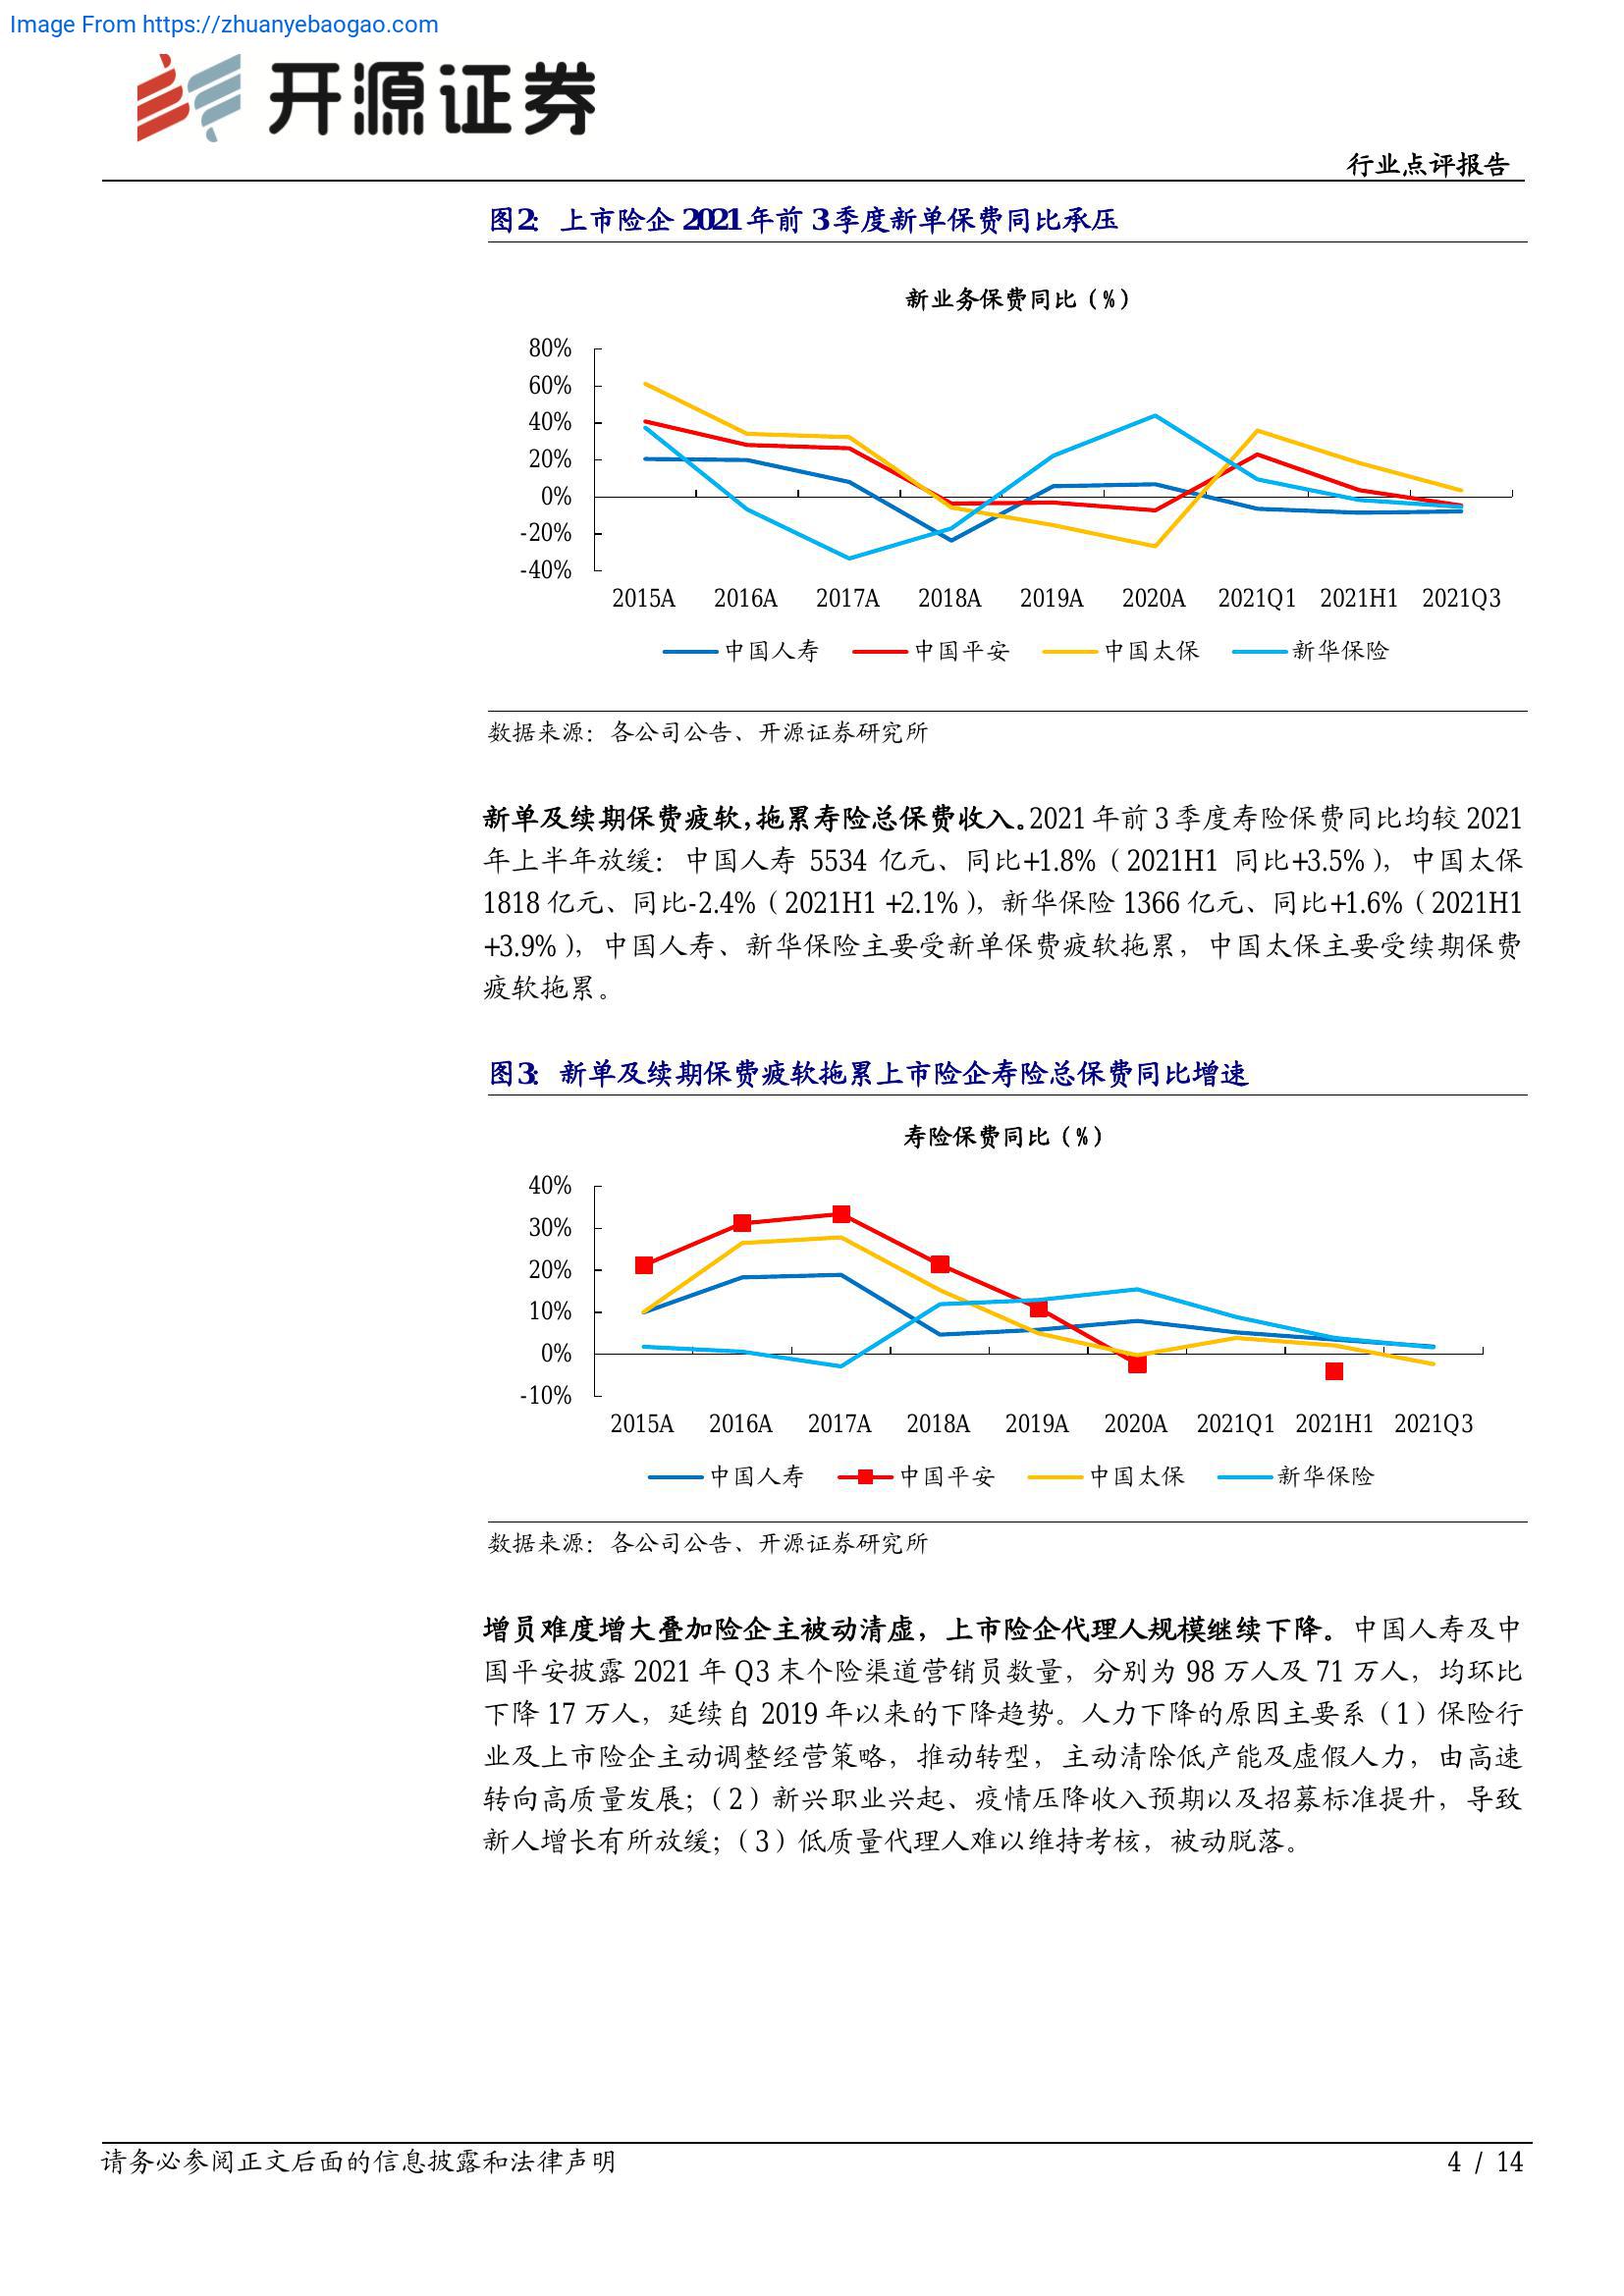 Image From https://zhuanyebaogao.com
开源证券
行业点评报告
图2： 上市险企 2021 年前 3 季度新单保费同比承压
新业务保费同比（%）
80%
60%
40%
20%
0%
-20%
-40%
2015A 2016A 2017A 2018A 2019A 2020A 2021Q1 2021H1 2021Q3
中国人寿 中国平安 中国太保 新华保险
数据来源：各公司公告、开源证券研究所
新单及续期保费疲软，拖累寿险总保费收入。2021 年前 3 季度寿险保费同比均较 2021
年上半年放缓：中国人寿 5534 亿元、同比+1.8%（2021H1 同比+3.5%），中国太保
1818 亿元、同比-2.4%（2021H1 +2.1%），新华保险 1366 亿元、同比+1.6%（2021H1
+3.9%），中国人寿、新华保险主要受新单保费疲软拖累，中国太保主要受续期保费
疲软拖累。
图3： 新单及续期保费疲软拖累上市险企寿险总保费同比增速
寿险保费同比（%）
40%
30%
20%
10%
0%
-10%
2015A 2016A 2017A 2018A 2019A 2020A 2021Q1 2021H1 2021Q3
中国人寿 中国平安 中国太保 新华保险
数据来源：各公司公告、开源证券研究所
增员难度增大叠加险企主被动清虚，上市险企代理人规模继续下降。中国人寿及中
国平安披露 2021 年 Q3 末个险渠道营销员数量，分别为 98 万人及 71 万人，均环比
下降 17 万人，延续自 2019 年以来的下降趋势。人力下降的原因主要系（1）保险行
业及上市险企主动调整经营策略，推动转型，主动清除低产能及虚假人力，由高速
转向高质量发展；（2）新兴职业兴起、疫情压降收入预期以及招募标准提升，导致
新人增长有所放缓；（3）低质量代理人难以维持考核，被动脱落。
请务必参阅正文后面的信息披露和法律声明 4 / 14